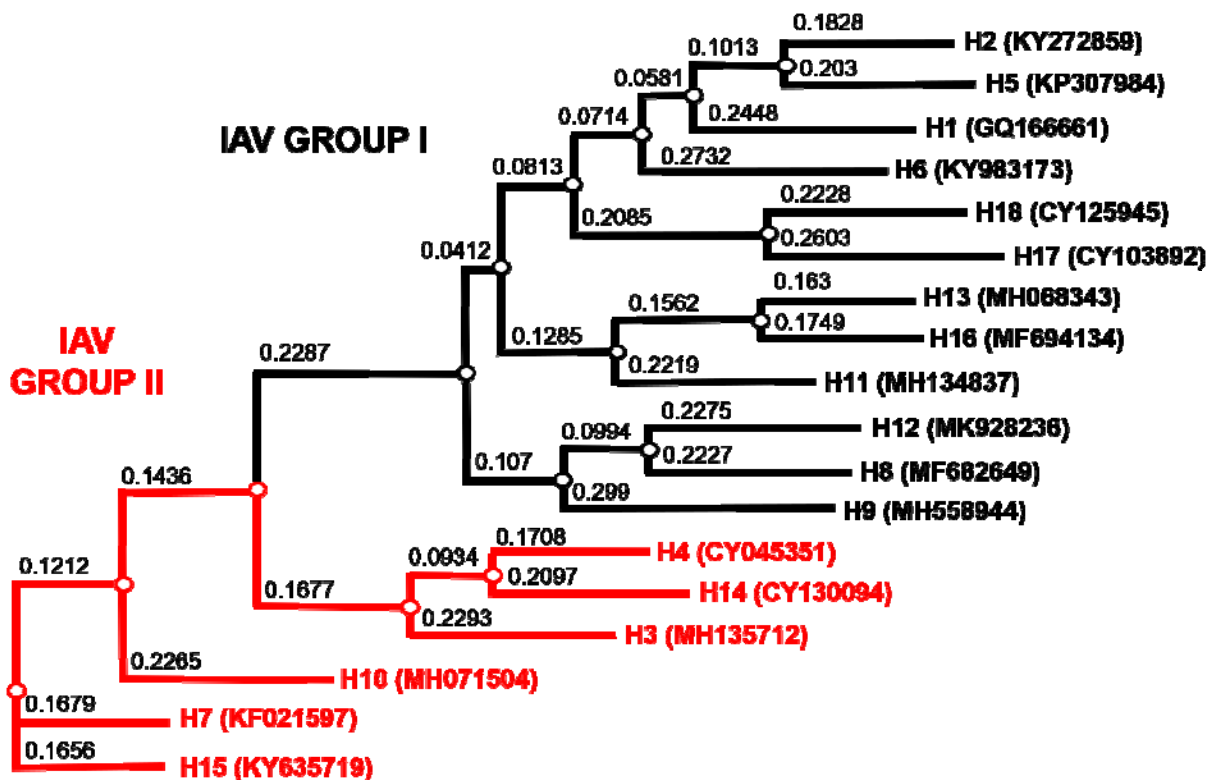 0.1828
H2 (KY272859)
0.1013
0.203
H5 (KP307984)
0.0581
0.2448
H1 (GQ166661)
0.0714
IAV GROUP I
0.2732
H6 (KY983173)
0.0813
0.2228
H18 (CY125945)
0.2085
0.2603
H17 (CY103892)
0.0412
0.163
H13 (MH068343)
0.1562
0.1749
H16 (MF694134)
0.1285
0.2219
H11 (MH134837)
IAV
GROUP II
0.2287
0.2275
H12 (MK928236)
0.0994
0.2227
H8 (MF682649)
0.107
0.299
H9 (MH558944)
0.1436
0.1708
H4 (CY045351)
0.0934
0.2097
H14 (CY130094)
0.1212
0.1677
0.2293
H3 (MH135712)
0.2265
H10 (MH071504)
0.1679
H7 (KF021597)
0.1656
H15 (KY635719)